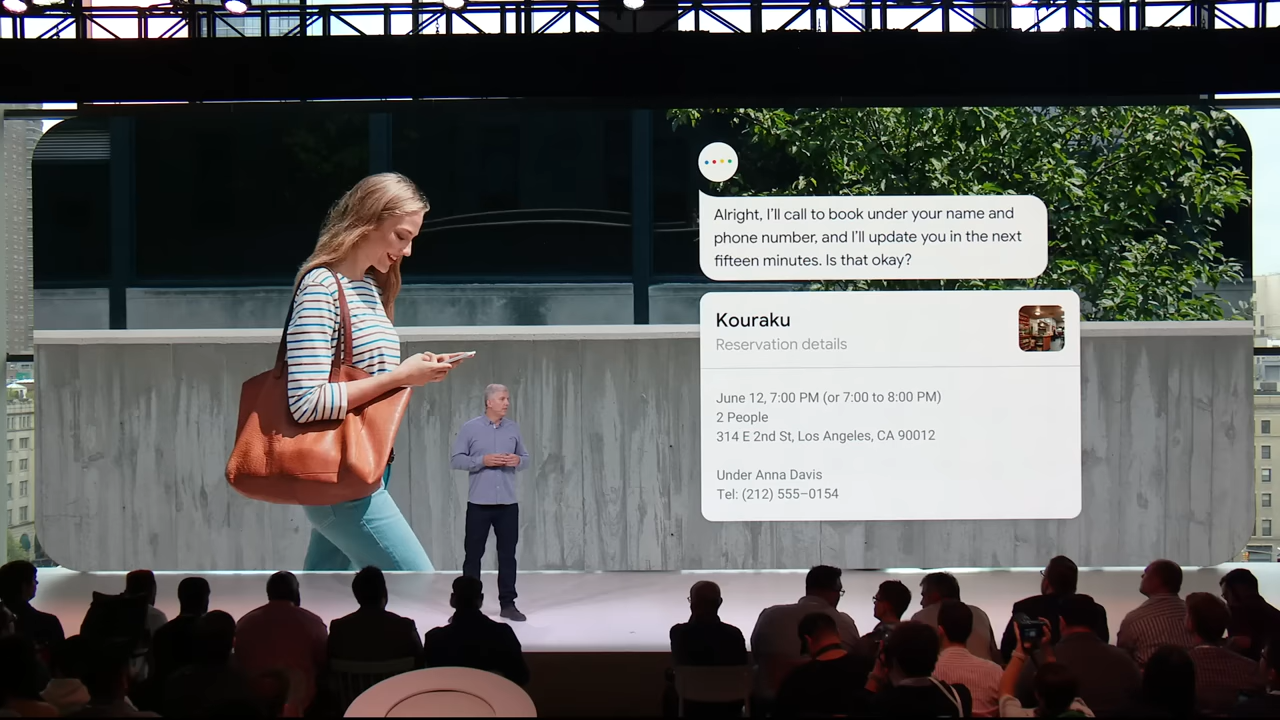 Alright, I'll call to book under your name and
phone number, and I'll update you in the next
fifteen minutes. Is that okay?
Kouraku
Reservation details
June 12, 7:00 PM (or 7:00 to 8:00 PM)
2 People
314 E 2nd St, Los Angeles, CA 90012
Under Anna Davis
Tel: (212) 555–0154